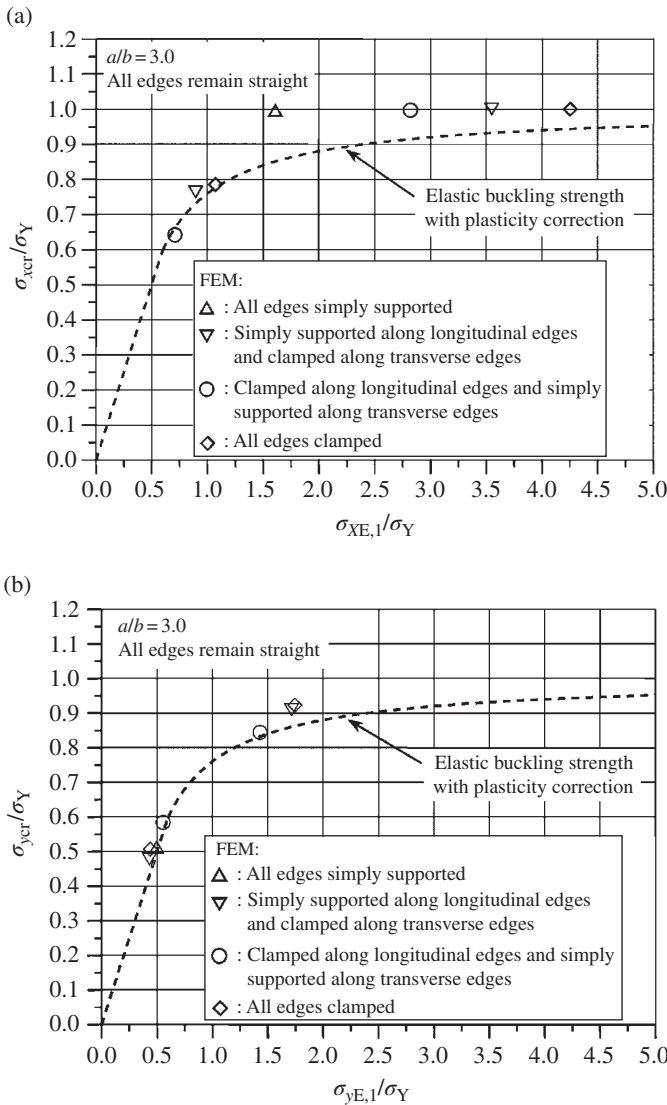 (a)
1.2
1.1
1.0
0.9
0.8
0.7
0.6
0.5
0.4
0.3
0.2
0.1
0.0
σxcr/σY
a/b = 3.0
All edges remain straight
Elastic buckling strength
with plasticity correction
FEM:
△ : All edges simply supported
▽ : Simply supported along longitudinal edges
and clamped along transverse edges
○ : Clamped along longitudinal edges and simply
supported along transverse edges
◇ : All edges clamped
0.0 0.5 1.0 1.5 2.0 2.5 3.0 3.5 4.0 4.5 5.0
σXE,1/σY
(b)
1.2
1.1
1.0
0.9
0.8
0.7
0.6
0.5
0.4
0.3
0.2
0.1
0.0
σycr/σY
a/b = 3.0
All edges remain straight
Elastic buckling strength
with plasticity correction
FEM:
△ : All edges simply supported
▽ : Simply supported along longitudinal edges
and clamped along transverse edges
○ : Clamped along longitudinal edges and simply
supported along transverse edges
◇ : All edges clamped
0.0 0.5 1.0 1.5 2.0 2.5 3.0 3.5 4.0 4.5 5.0
σyE,1/σY